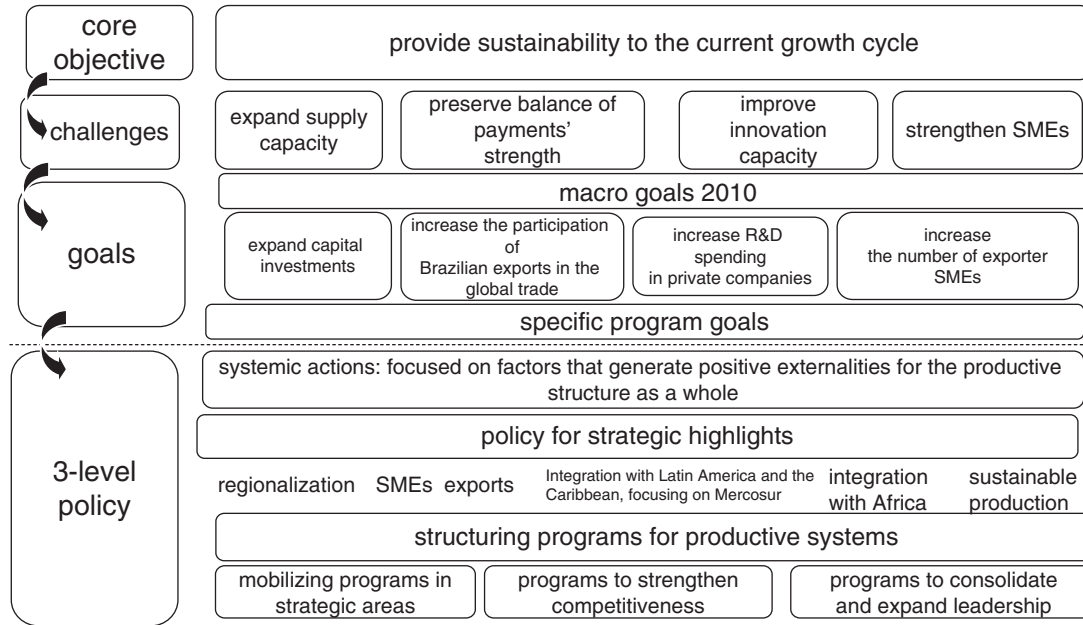 core
objective
provide sustainability to the current growth cycle
challenges
expand supply
capacity
preserve balance of
payments’
strength
improve
innovation
capacity
strengthen SMEs
goals
macro goals 2010
expand capital
investments
increase the participation
of
Brazilian exports in the
global trade
increase R&D
spending
in private companies
increase
the number of exporter
SMEs
specific program goals
3-level
policy
systemic actions: focused on factors that generate positive externalities for the productive
structure as a whole
policy for strategic highlights
regionalization
SMEs exports
Integration with Latin America and the
Caribbean, focusing on Mercosur
integration
with Africa
sustainable
production
structuring programs for productive systems
mobilizing programs in
strategic areas
programs to strengthen
competitiveness
programs to consolidate
and expand leadership